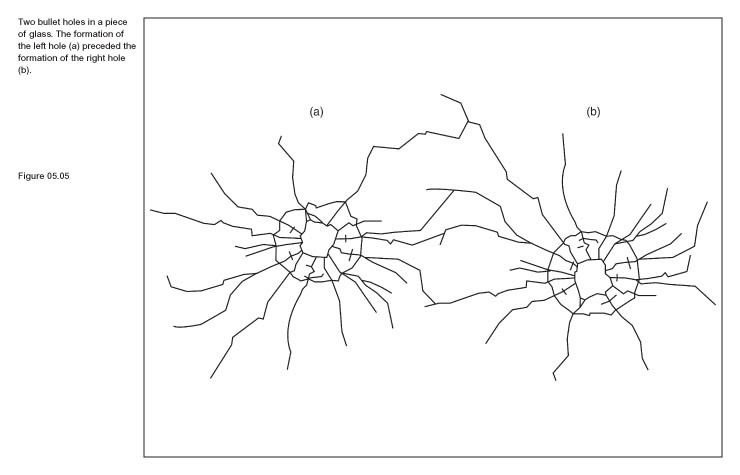 Two bullet holes in a piece
of glass. The formation of
the left hole (a) preceded the
formation of the right hole
(b).
(a)
(b)
Figure 05.05